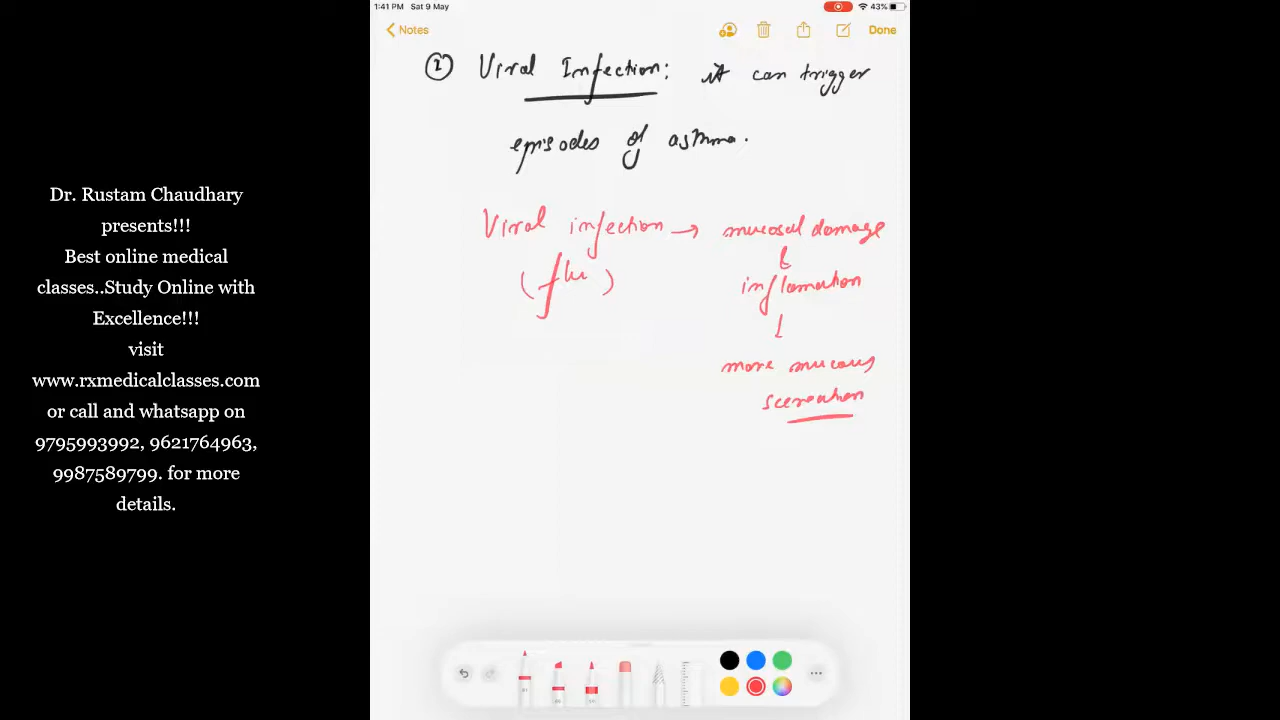 1:41 PM Sat 9 May
43%
Notes
Done
② Viral Infection: it can trigger
episodes of asthma.
Viral infection → mucosal damage
(flu)
inflamation
more mucous
Dr. Rustam Chaudhary
presents!!!
Best online medical
classes..Study Online with
Excellence!!!
visit
www.rxmedicalclasses.com
or call and whatsapp on
9795993992, 9621764963,
9987589799. for more
details.